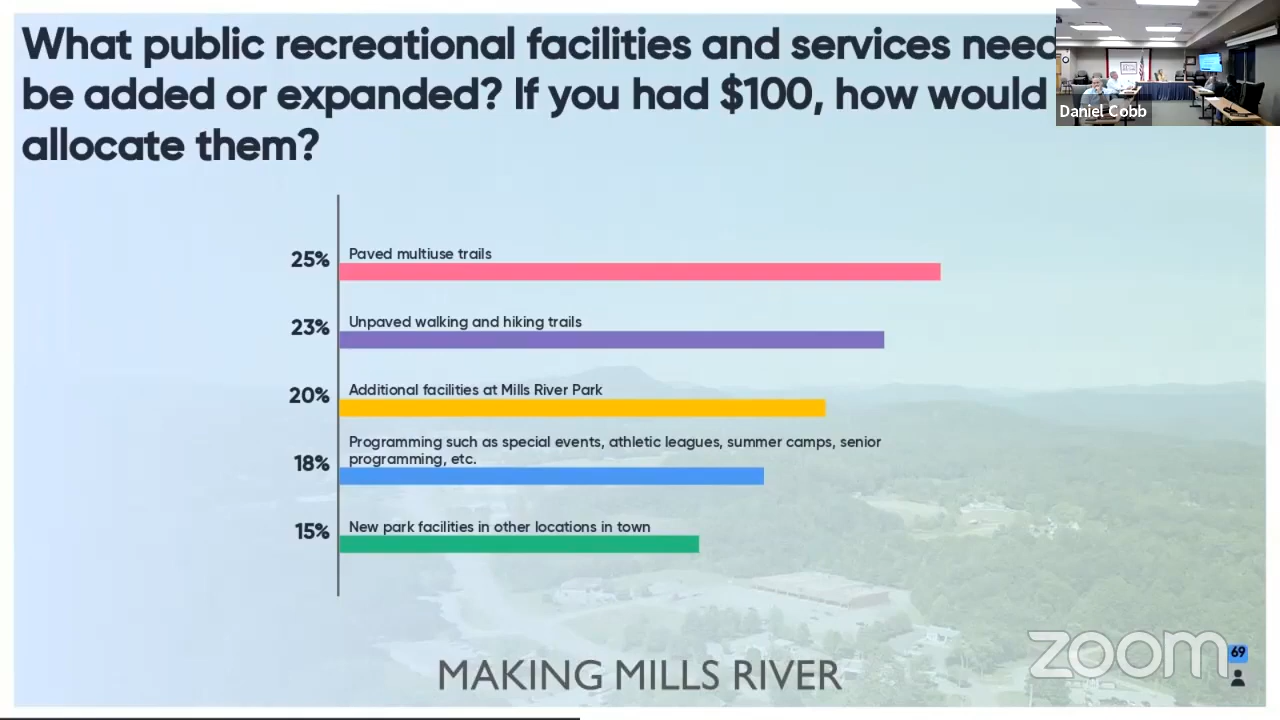 What public recreational facilities and services need
be added or expanded? If you had $100, how would
allocate them?
Daniel Cobb
25%
Paved multiuse trails
23%
Unpaved walking and hiking trails
20%
Additional facilities at Mills River Park
18%
Programming such as special events, athletic leagues, summer camps, senior
programming, etc.
15%
New park facilities in other locations in town
MAKING MILLS RIVER
zoom
69